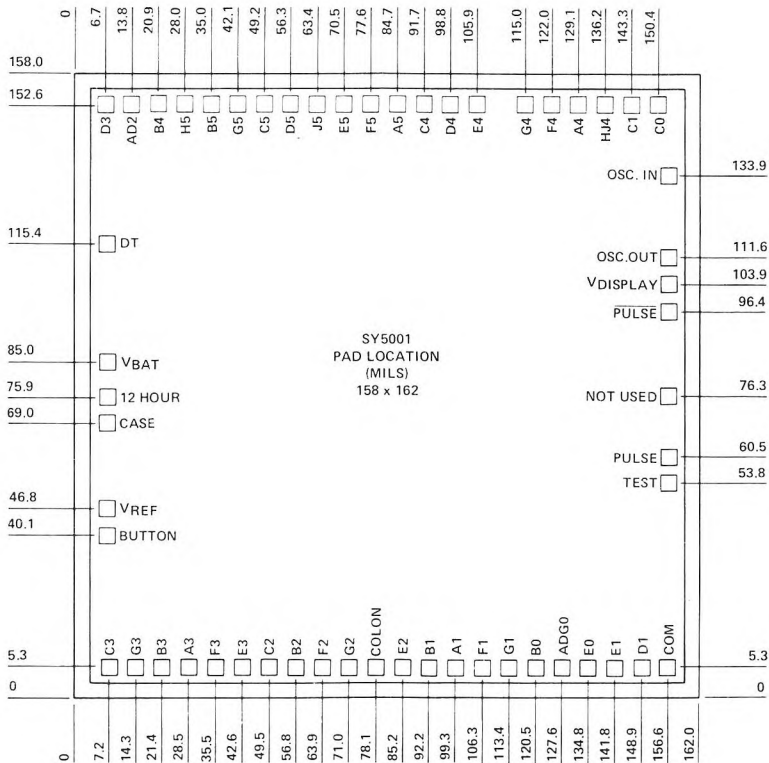 0 6.7 13.8 20.9 28.0 35.0 42.1 49.2 56.3 63.4 70.5 77.6 84.7 91.7 98.8 105.9 115.0 122.0 129.1 136.2 143.3 150.4
158.0
152.6
D3 AD2 B4 H5 B5 G5 C5 D5 J5 E5 F5 A5 C4 D4 E4 G4 F4 A4 HJ4 C1 C0
OSC. IN 133.9
115.4 DT
OSC.OUT 111.6
VDISPLAY 103.9
PULSE 96.4
SY5001
PAD LOCATION
(MILS)
158 x 162
85.0 VBAT
75.9 12 HOUR
69.0 CASE
NOT USED 76.3
PULSE 60.5
TEST 53.8
46.8 VREF
40.1 BUTTON
C3 G3 B3 A3 F3 E3 C2 B2 F2 G2 COLON E2 B1 A1 F1 G1 B0 ADG0 E0 E1 D1 COM
5.3 5.3
0 0
0 7.2 14.3 21.4 28.5 35.5 42.6 49.5 56.8 63.9 71.0 78.1 85.2 92.2 99.3 106.3 113.4 120.5 127.6 134.8 141.8 148.9 156.6 162.0